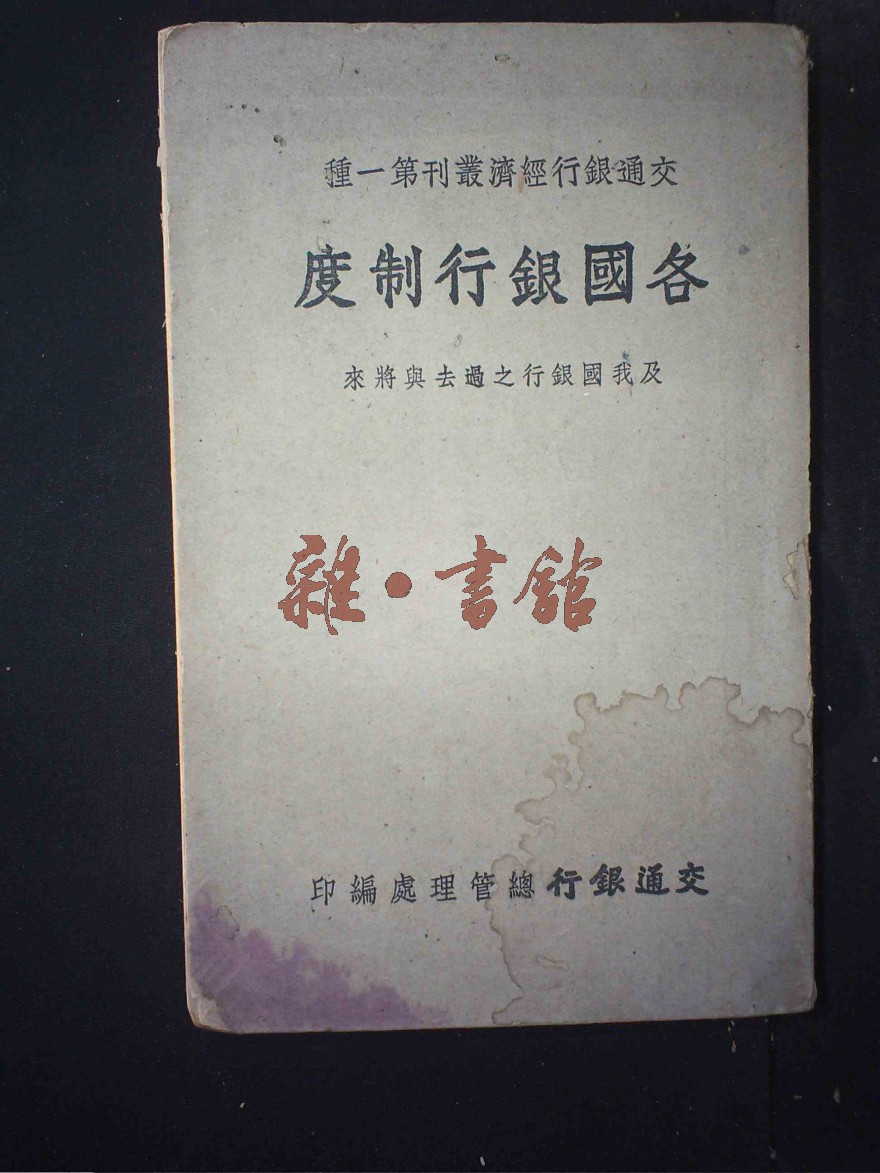 交通銀行經濟叢刊第一種
各國銀行制度
及我國銀行之過去與將來
雜•書館
交通銀行總管理處編印